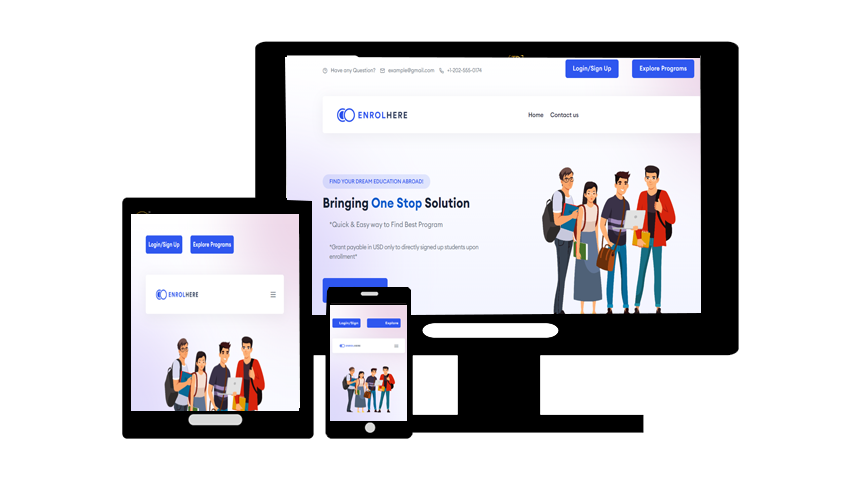 Have any Question? example@gmail.com +1-202-555-0174
Login/Sign Up
Explore Programs
ENROLHERE
Home Contact us
FIND YOUR DREAM EDUCATION ABROAD!
Bringing One Stop Solution
*Quick & Easy way to Find Best Program
*Grant payable in USD only to directly signed up students upon
enrollment*
Login/Sign Up
Explore Programs
ENROLHERE
Login/Sign
Explore
ENROLHERE